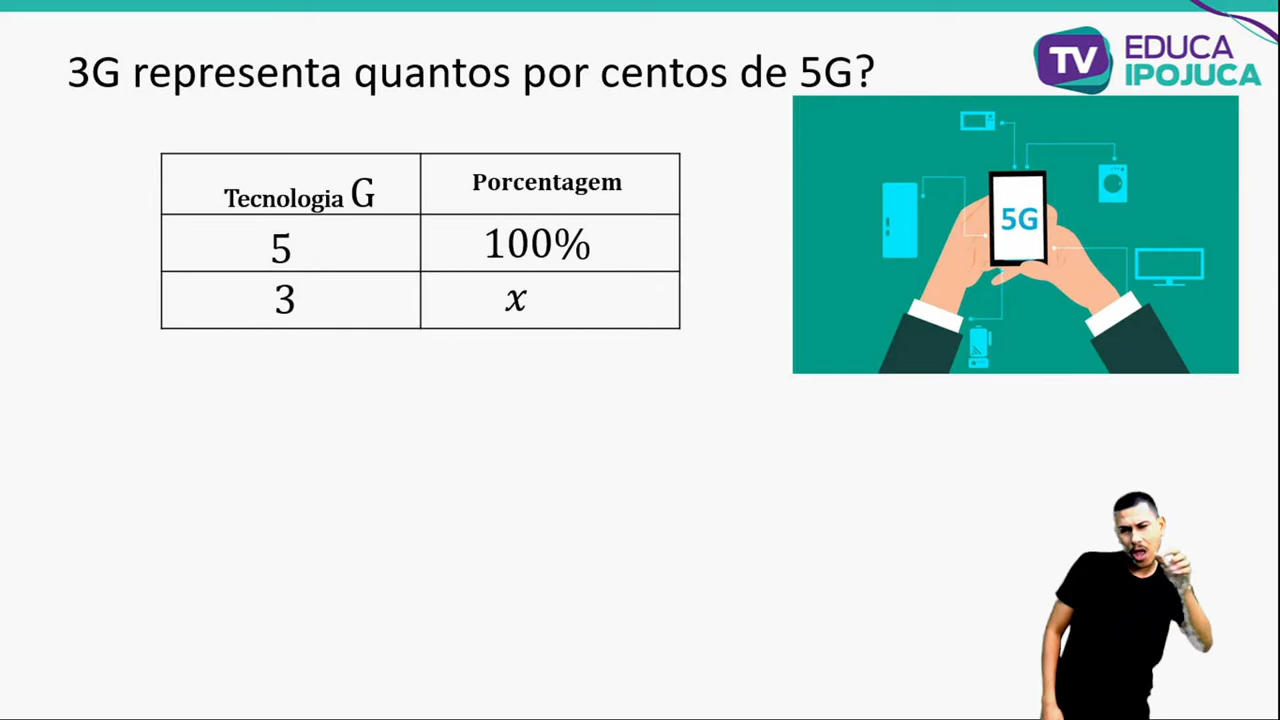 3G representa quantos por centos de 5G?
TV EDUCA
IPOJUCA
Tecnologia G Porcentagem
5 100%
3 x
5G